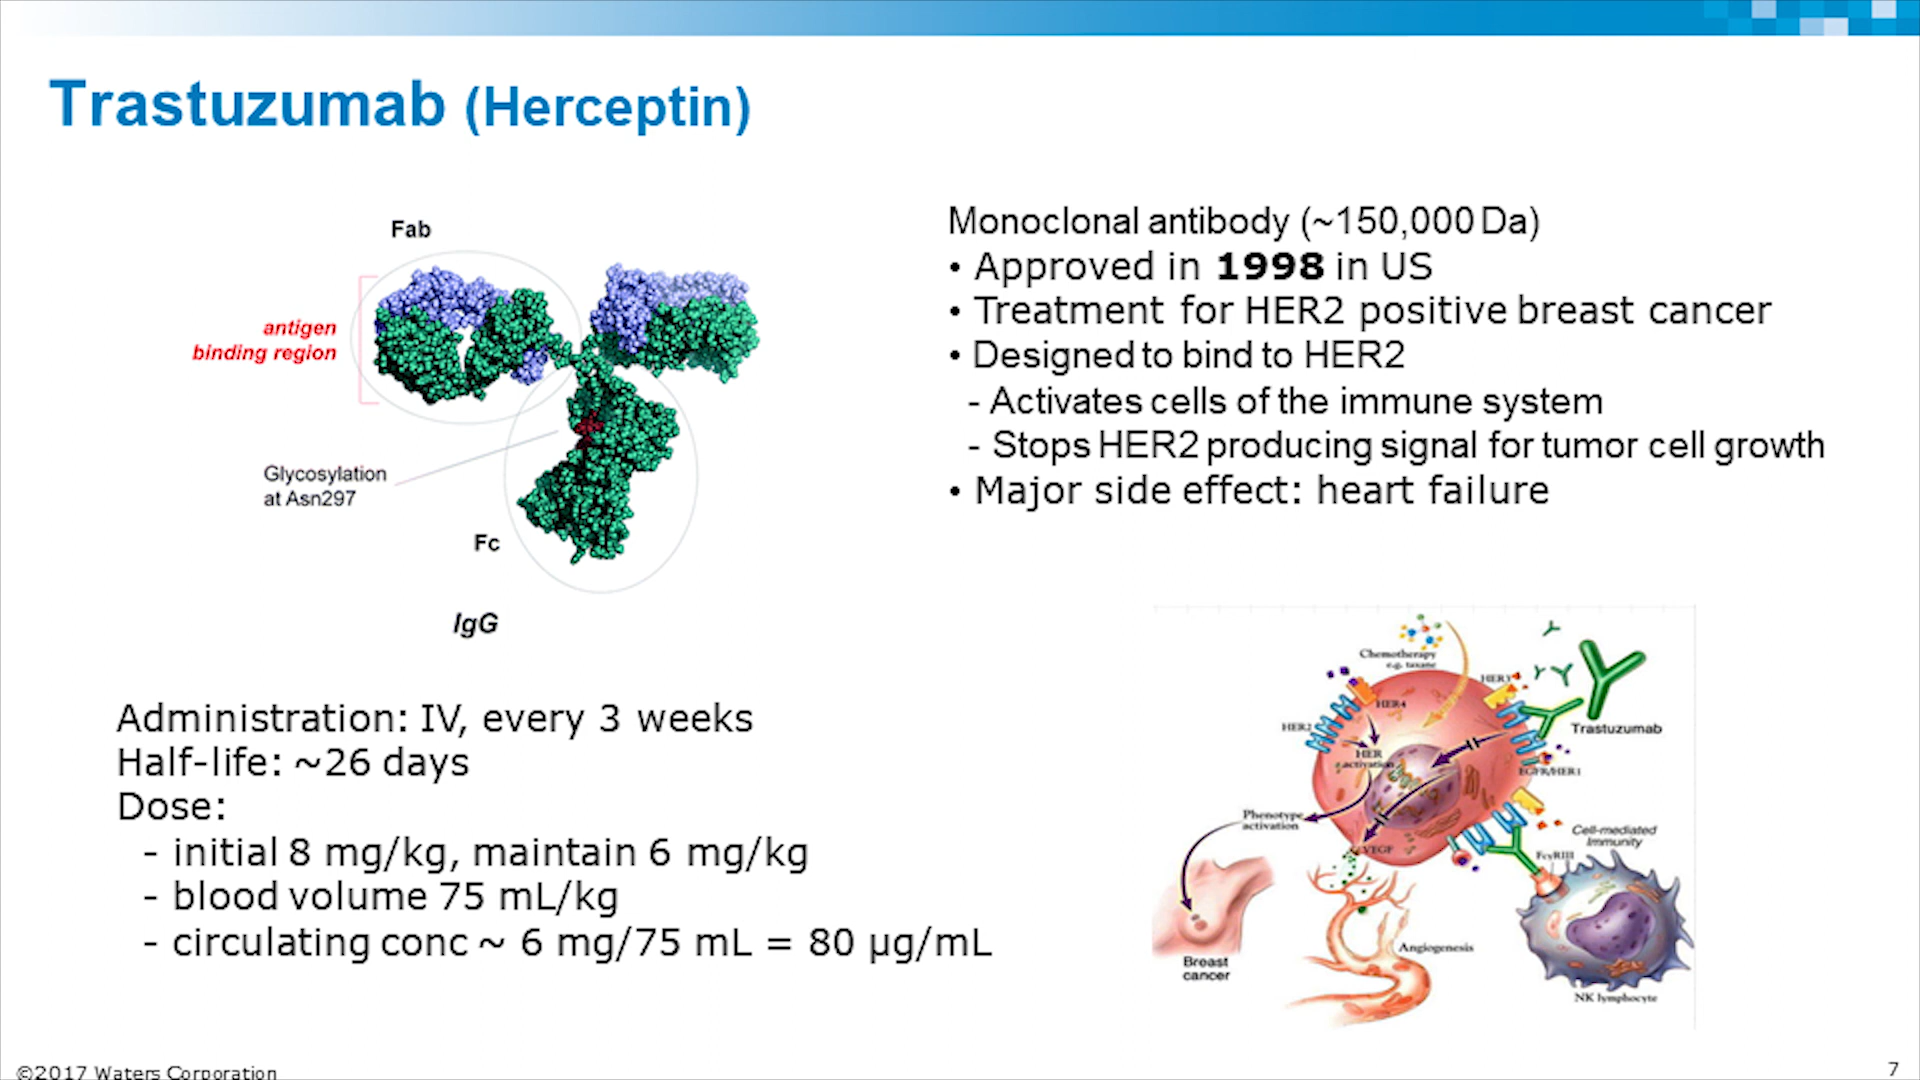 Trastuzumab (Herceptin)
Fab
antigen
binding region
Glycosylation
at Asn297
Fc
IgG
Monoclonal antibody (~150,000 Da)
• Approved in 1998 in US
• Treatment for HER2 positive breast cancer
• Designed to bind to HER2
- Activates cells of the immune system
- Stops HER2 producing signal for tumor cell growth
• Major side effect: heart failure
Administration: IV, every 3 weeks
Half-life: ~26 days
Dose:
- initial 8 mg/kg, maintain 6 mg/kg
- blood volume 75 mL/kg
- circulating conc ~ 6 mg/75 mL = 80 µg/mL
Chemotherapy
e.g. taxane
HER3
HER4
HER2
Trastuzumab
HER
activation
EGFR/HER1
Phenotype
activation
VEGF
Cell-mediated
Immunity
FcγRIII
Angiogenesis
Breast
cancer
NK lymphocyte
©2017 Waters Corporation
7